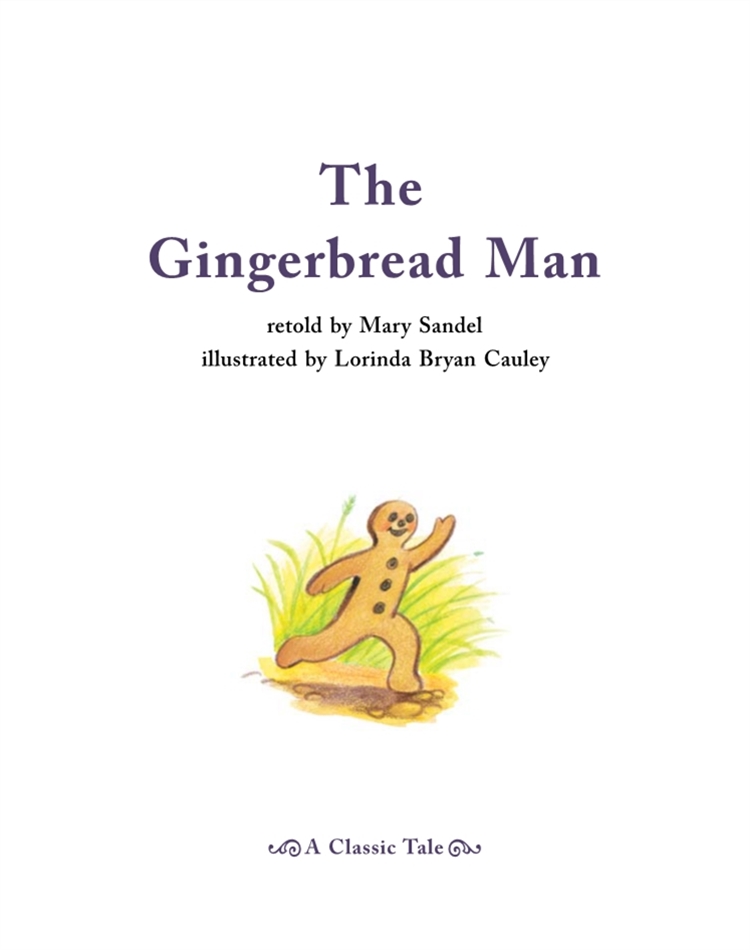 The
Gingerbread Man
retold by Mary Sandel
illustrated by Lorinda Bryan Cauley
A Classic Tale